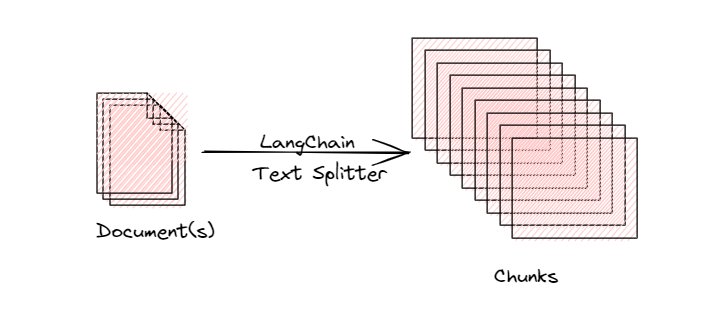 LangChain
Text Splitter
Document(s)
Chunks